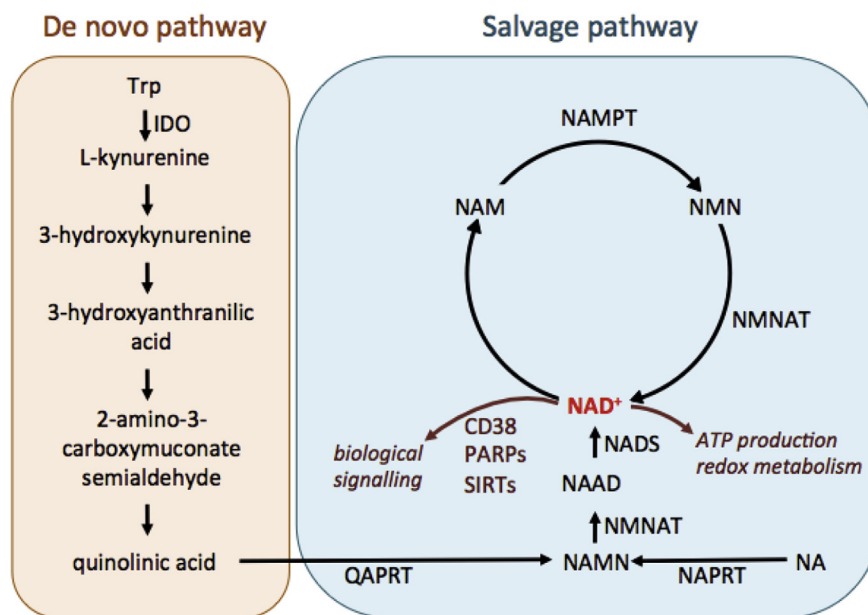 De novo pathway
Trp
IDO
L-kynurenine
3-hydroxykynurenine
3-hydroxyanthranilic
acid
2-amino-3-
carboxymuconate
semialdehyde
quinolinic acid
Salvage pathway
NAMPT
NAM
NMN
NMNAT
NAD⁺
biological
signalling
CD38
PARPs
SIRTs
NADS
ATP production
redox metabolism
NAAD
NMNAT
QAPRT
NAMN
NAPRT
NA